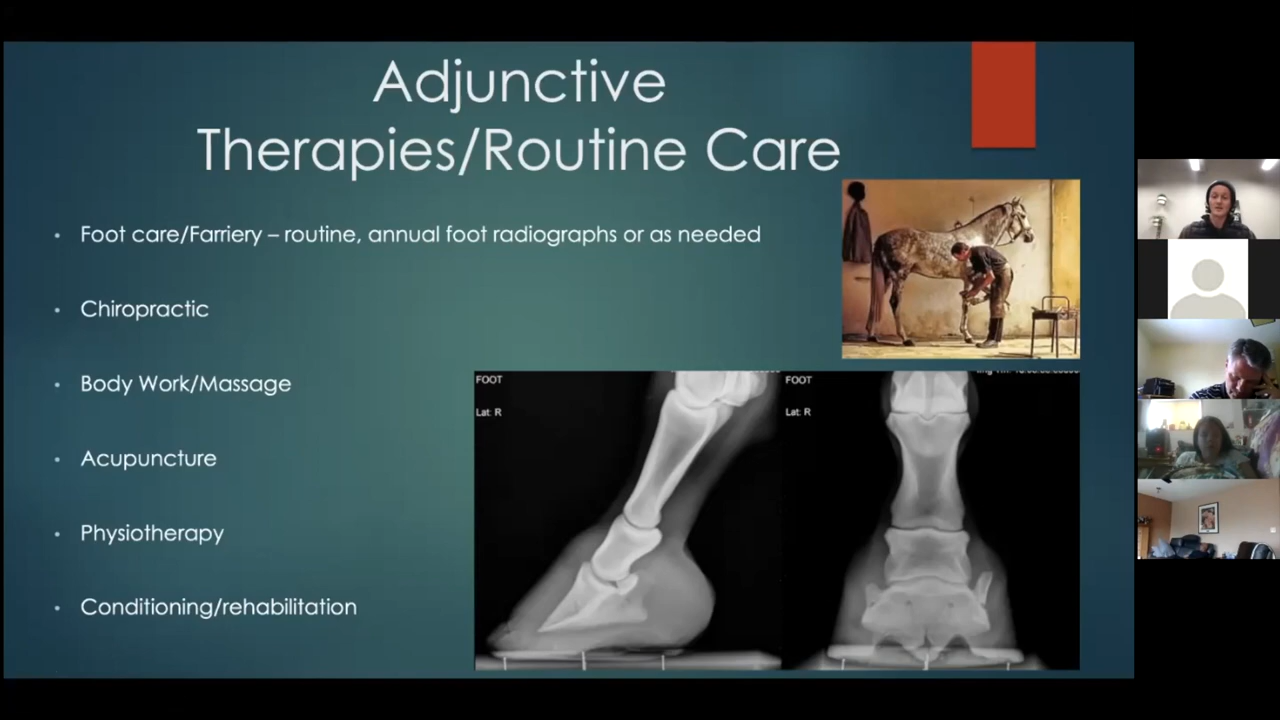 Adjunctive
Therapies/Routine Care
• Foot care/Farriery – routine, annual foot radiographs or as needed
• Chiropractic
• Body Work/Massage
• Acupuncture
• Physiotherapy
• Conditioning/rehabilitation
FOOT
Lat: R
FOOT
Lat: R